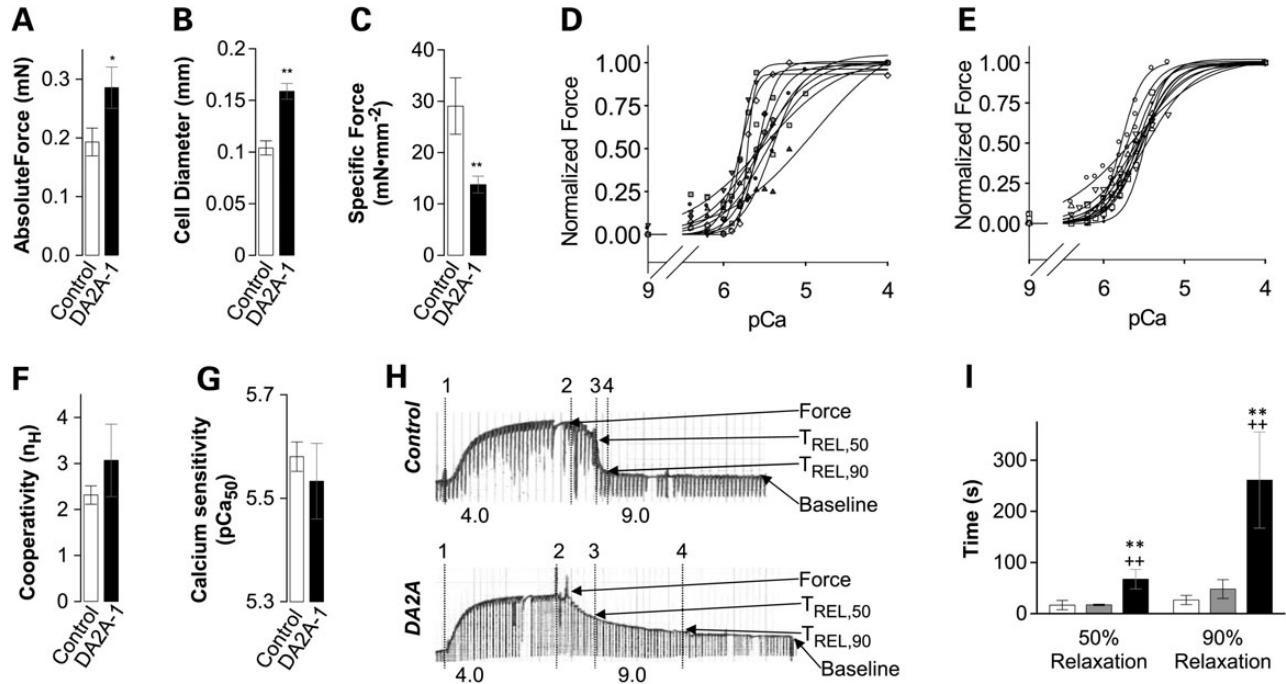 A
AbsoluteForce (mN)
0.3
0.2
0.1
0.0
*
Control
DA2A-1
B
Cell Diameter (mm)
0.2
0.15
0.1
0.05
0
**
Control
DA2A-1
C
Specific Force
(mN•mm-2)
40
30
20
10
0
**
Control
DA2A-1
D
Normalized Force
1.00
0.75
0.50
0.25
0.00
9
6
5
4
pCa
E
Normalized Force
1.00
0.75
0.50
0.25
0.00
9
6
5
4
pCa
F
Cooperativity (nH)
4
3
2
1
0
Control
DA2A-1
G
Calcium sensitivity
(pCa50)
5.7
5.5
5.3
Control
DA2A-1
H
Control
1
2
3
4
Force
TREL,50
TREL,90
Baseline
4.0
9.0
DA2A
1
2
3
4
Force
TREL,50
TREL,90
Baseline
4.0
9.0
I
Time (s)
300
200
100
0
**
++
**
++
50%
Relaxation
90%
Relaxation